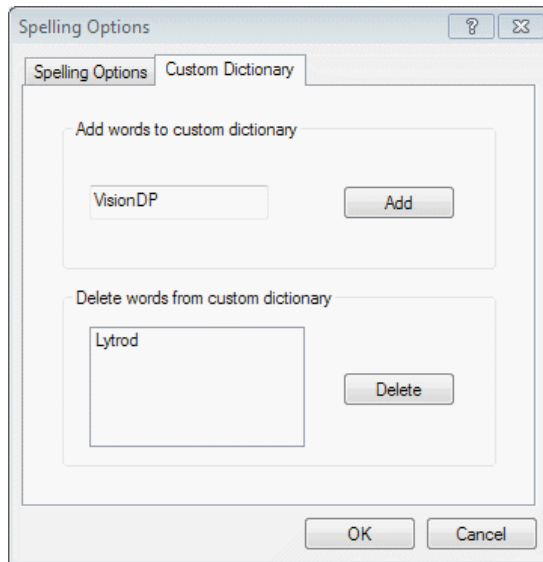 Spelling Options
Spelling Options Custom Dictionary
Add words to custom dictionary
VisionDP Add
Delete words from custom dictionary
Lytrod
Delete
OK Cancel